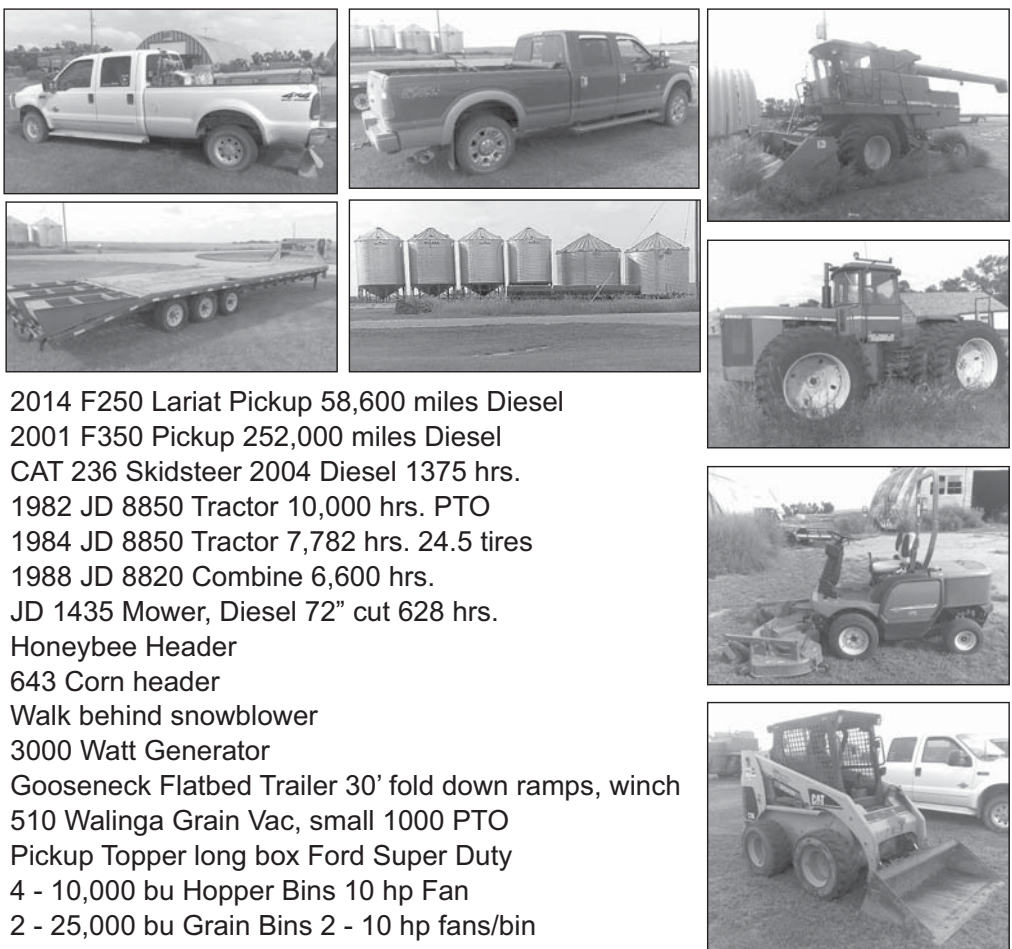 2014 F250 Lariat Pickup 58,600 miles Diesel
2001 F350 Pickup 252,000 miles Diesel
CAT 236 Skidsteer 2004 Diesel 1375 hrs.
1982 JD 8850 Tractor 10,000 hrs. PTO
1984 JD 8850 Tractor 7,782 hrs. 24.5 tires
1988 JD 8820 Combine 6,600 hrs.
JD 1435 Mower, Diesel 72” cut 628 hrs.
Honeybee Header
643 Corn header
Walk behind snowblower
3000 Watt Generator
Gooseneck Flatbed Trailer 30’ fold down ramps, winch
510 Walinga Grain Vac, small 1000 PTO
Pickup Topper long box Ford Super Duty
4 - 10,000 bu Hopper Bins 10 hp Fan
2 - 25,000 bu Grain Bins 2 - 10 hp fans/bin
4x4
CAT